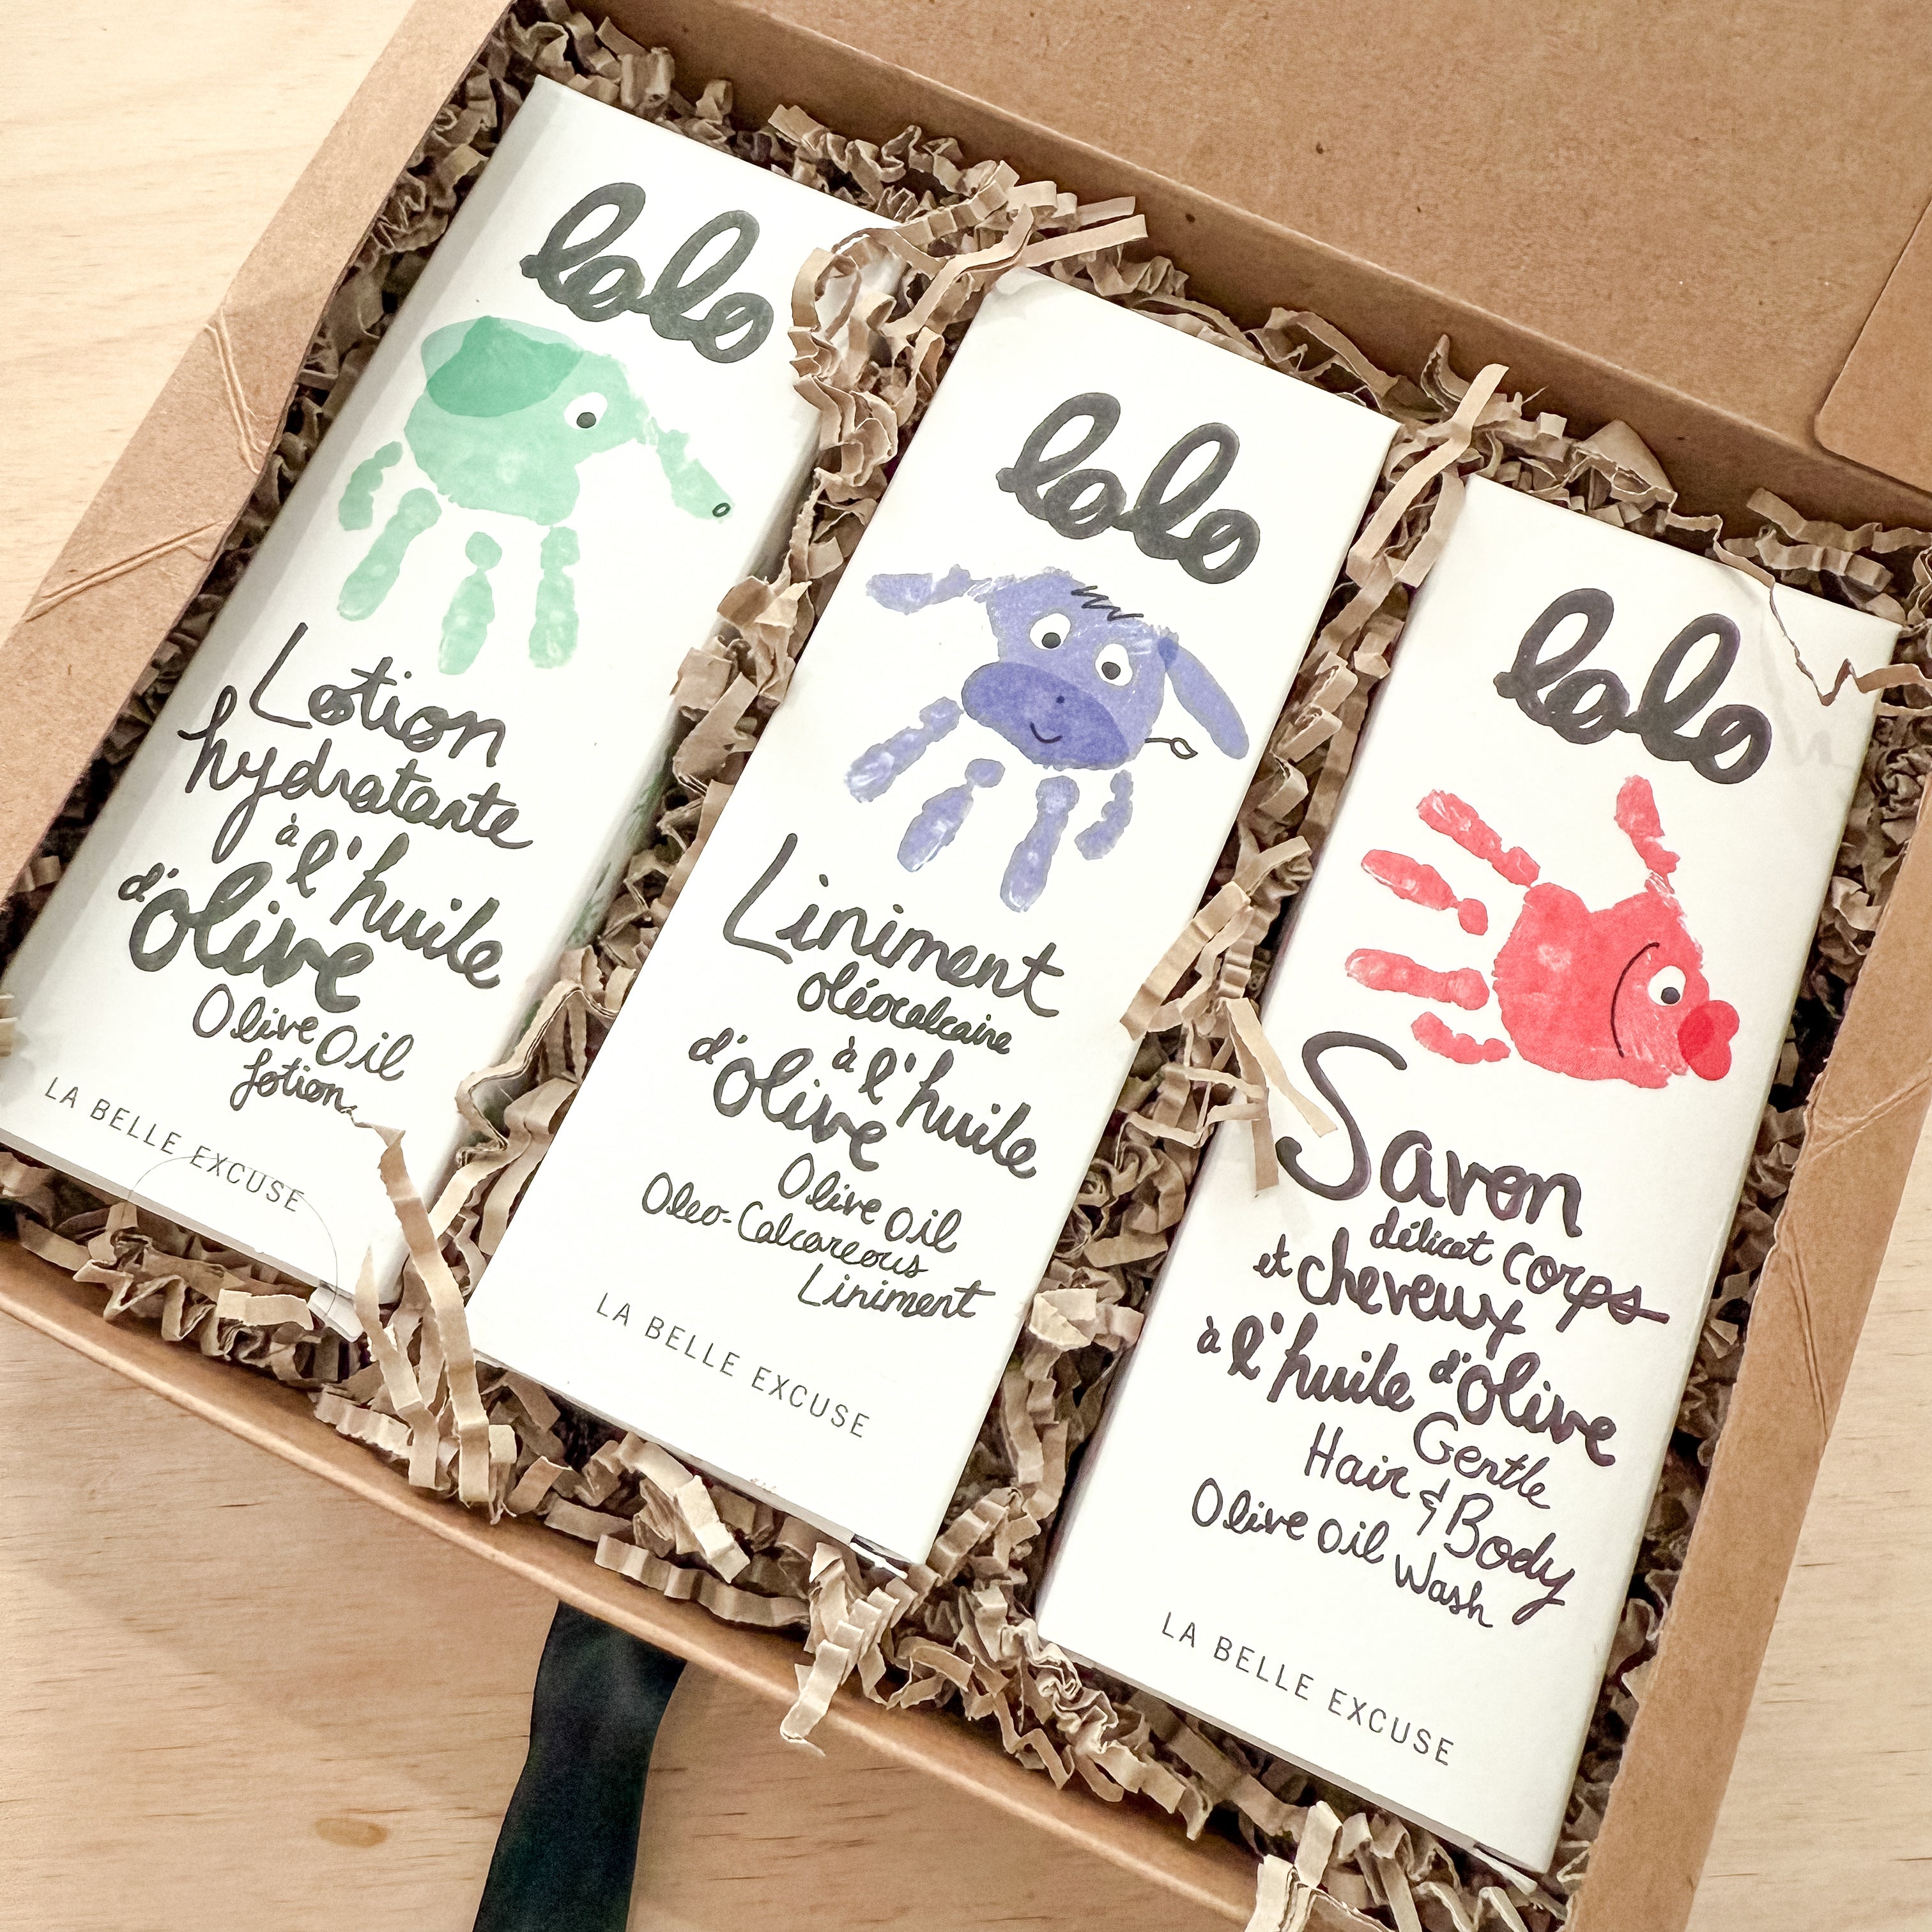 lolo
Lotion
hydratante
à l'huile
d'olive
Olive Oil
Lotion
LA BELLE EXCUSE
lolo
Liniment
oléocalcaire
à l'huile
d'olive
Olive Oil
Oleo-Calcareous
Liniment
LA BELLE EXCUSE
lolo
Savon
délicat corps
et cheveux
à l'huile d'olive
Gentle
Hair & Body
Olive Oil Wash
LA BELLE EXCUSE